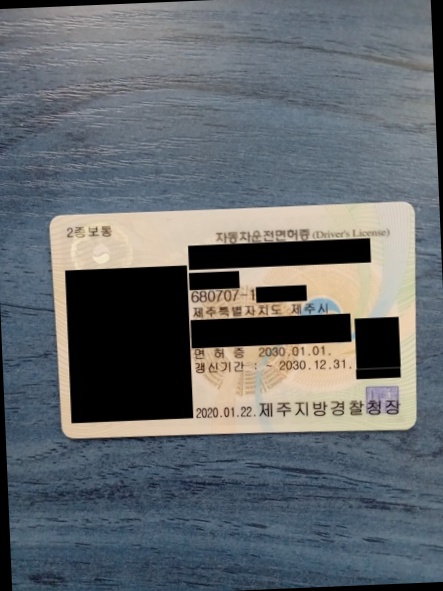 2종보통
자동차운전면허증 (Driver's License)
680707-1
제주특별자치도 제주시
면 허 증 2030.01.01.
갱신기간 : ~ 2030.12.31.
2020.01.22. 제주지방경찰청장